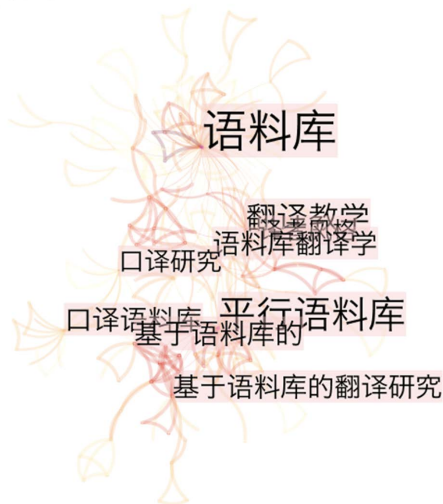 语料库
翻译教学
语料库翻译学
口译研究
平行语料库
口译语料库
基于语料库的
基于语料库的翻译研究